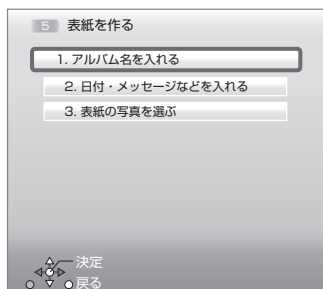 5 表紙を作る
1. アルバム名を入れる
2. 日付・メッセージなどを入れる
3. 表紙の写真を選ぶ
決定
戻る